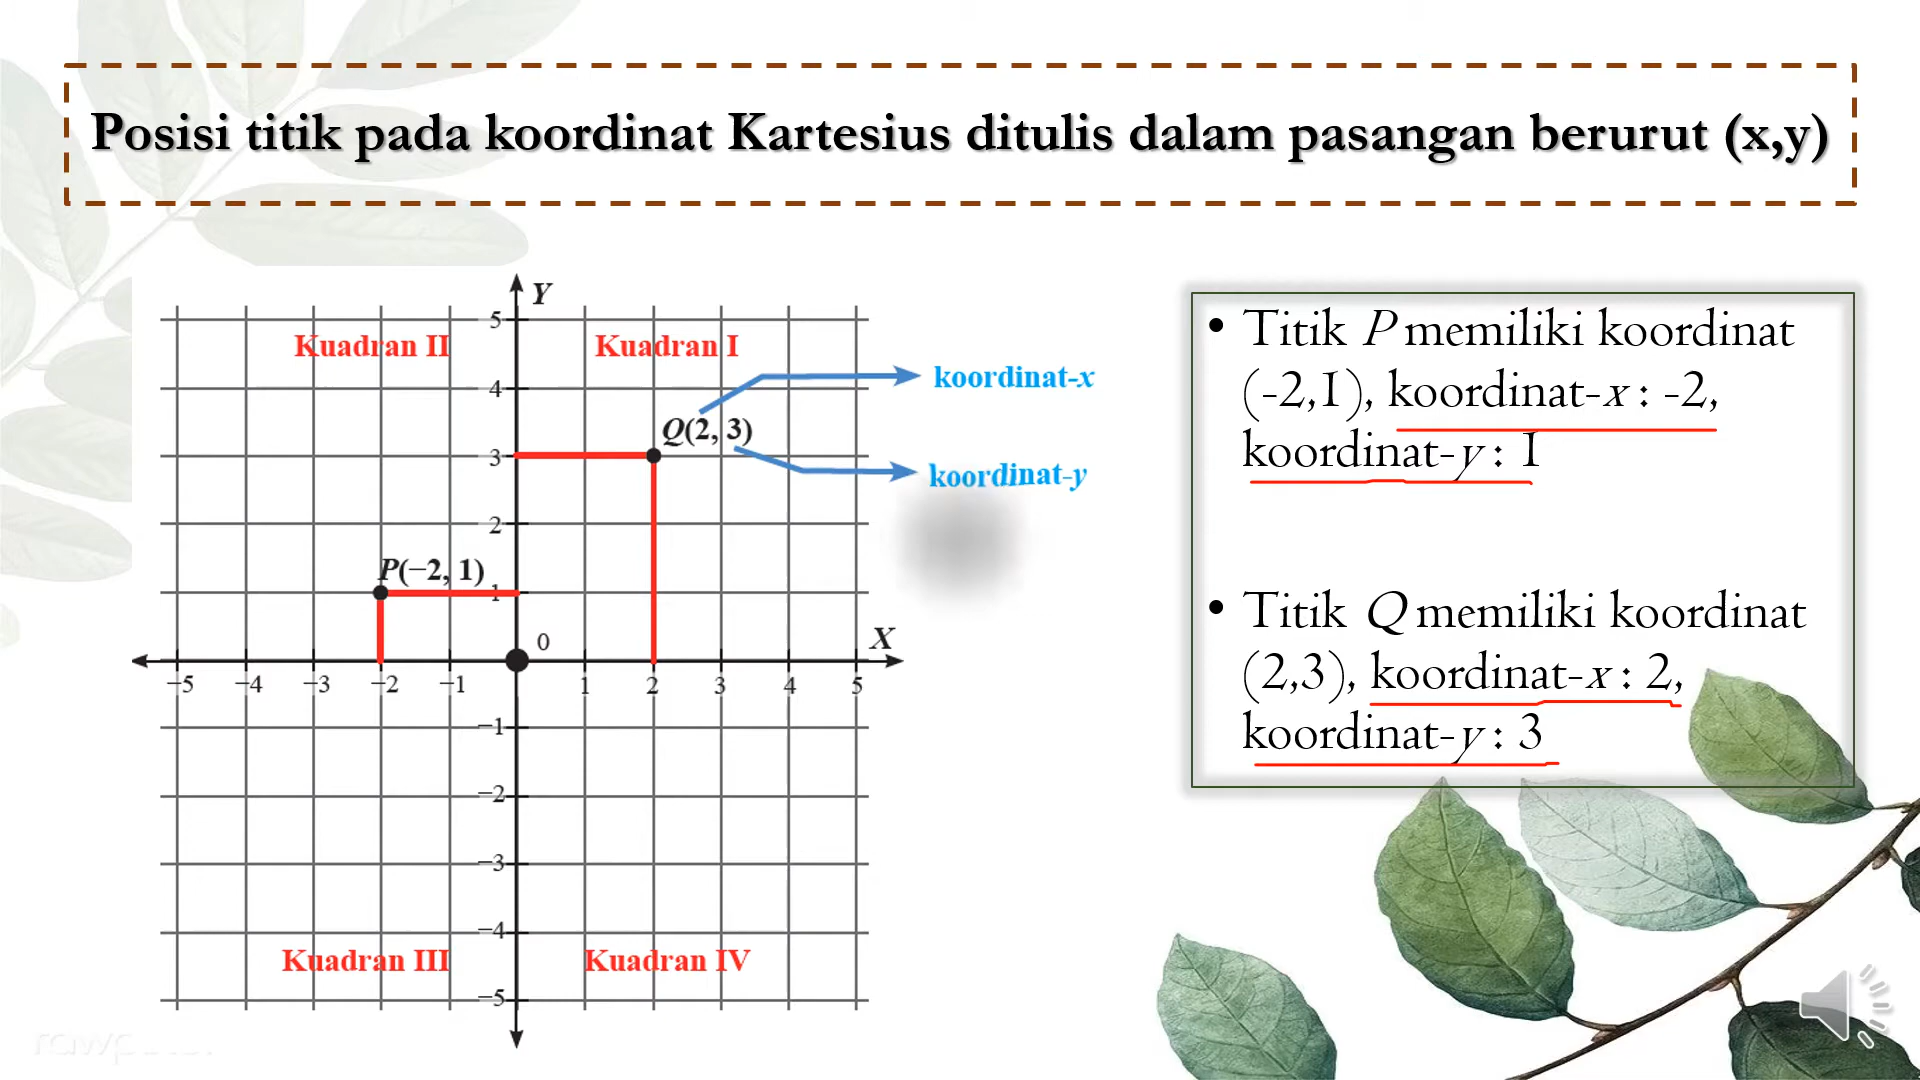 Posisi titik pada koordinat Kartesius ditulis dalam pasangan berurut (x,y)
Y
5
Kuadran II
Kuadran I
koordinat-x
4
Q(2, 3)
3
koordinat-y
2
P(−2, 1)
1
0
X
−5 −4 −3 −2 −1 1 2 3 4 5
−1
−2
−3
−4
Kuadran III
Kuadran IV
−5
• Titik P memiliki koordinat
(-2,1), koordinat-x : -2,
koordinat-y : 1
• Titik Q memiliki koordinat
(2,3), koordinat-x : 2,
koordinat-y : 3